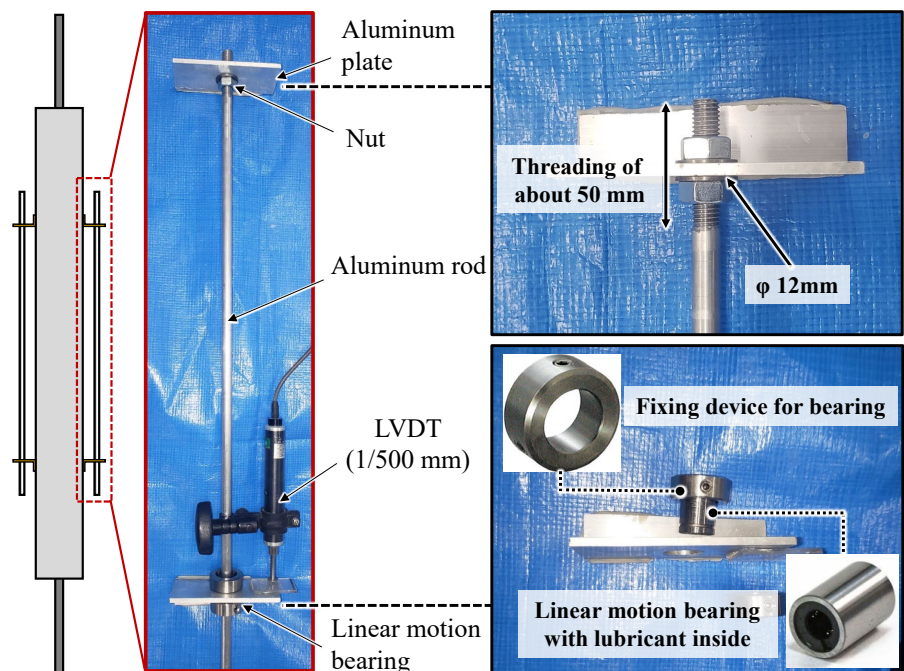 Aluminum
plate
Nut
Aluminum rod
LVDT
(1/500 mm)
Linear motion
bearing
Threading of
about 50 mm
φ 12mm
Fixing device for bearing
Linear motion bearing
with lubricant inside